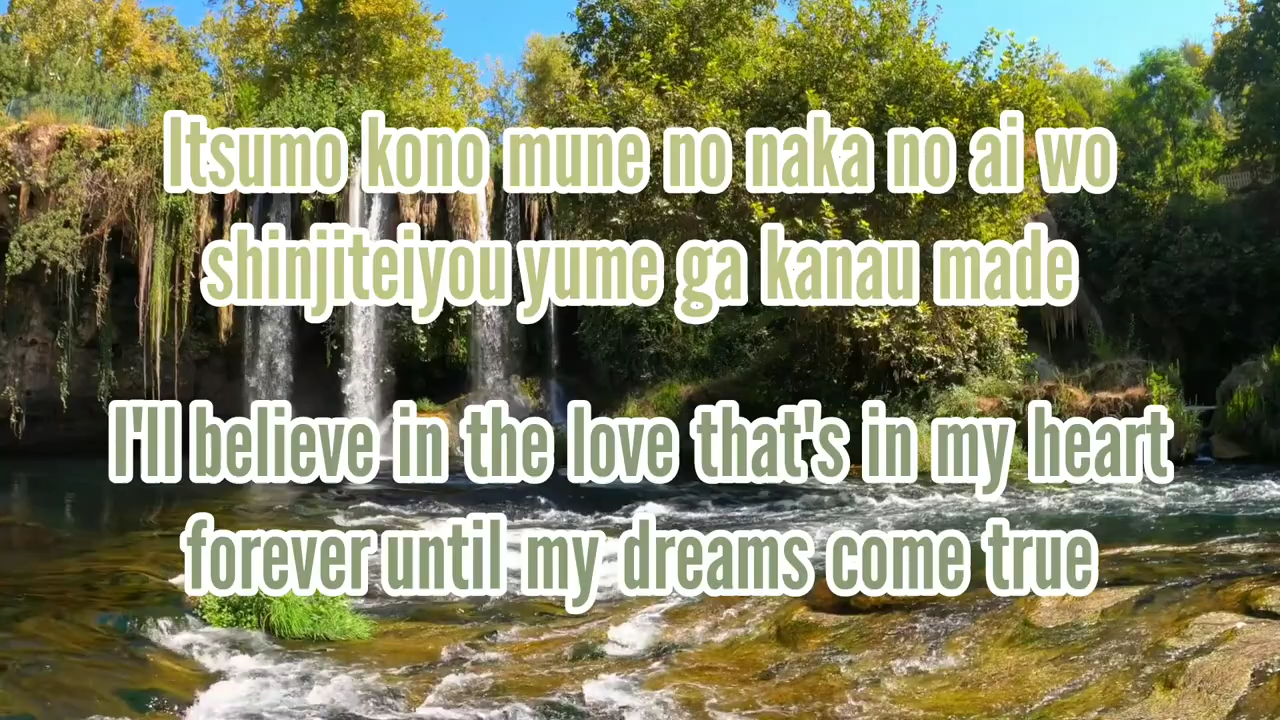 Itsumo kono mune no naka no ai wo
shinjiteiyou yume ga kanau made
I'll believe in the love that's in my heart
forever until my dreams come true